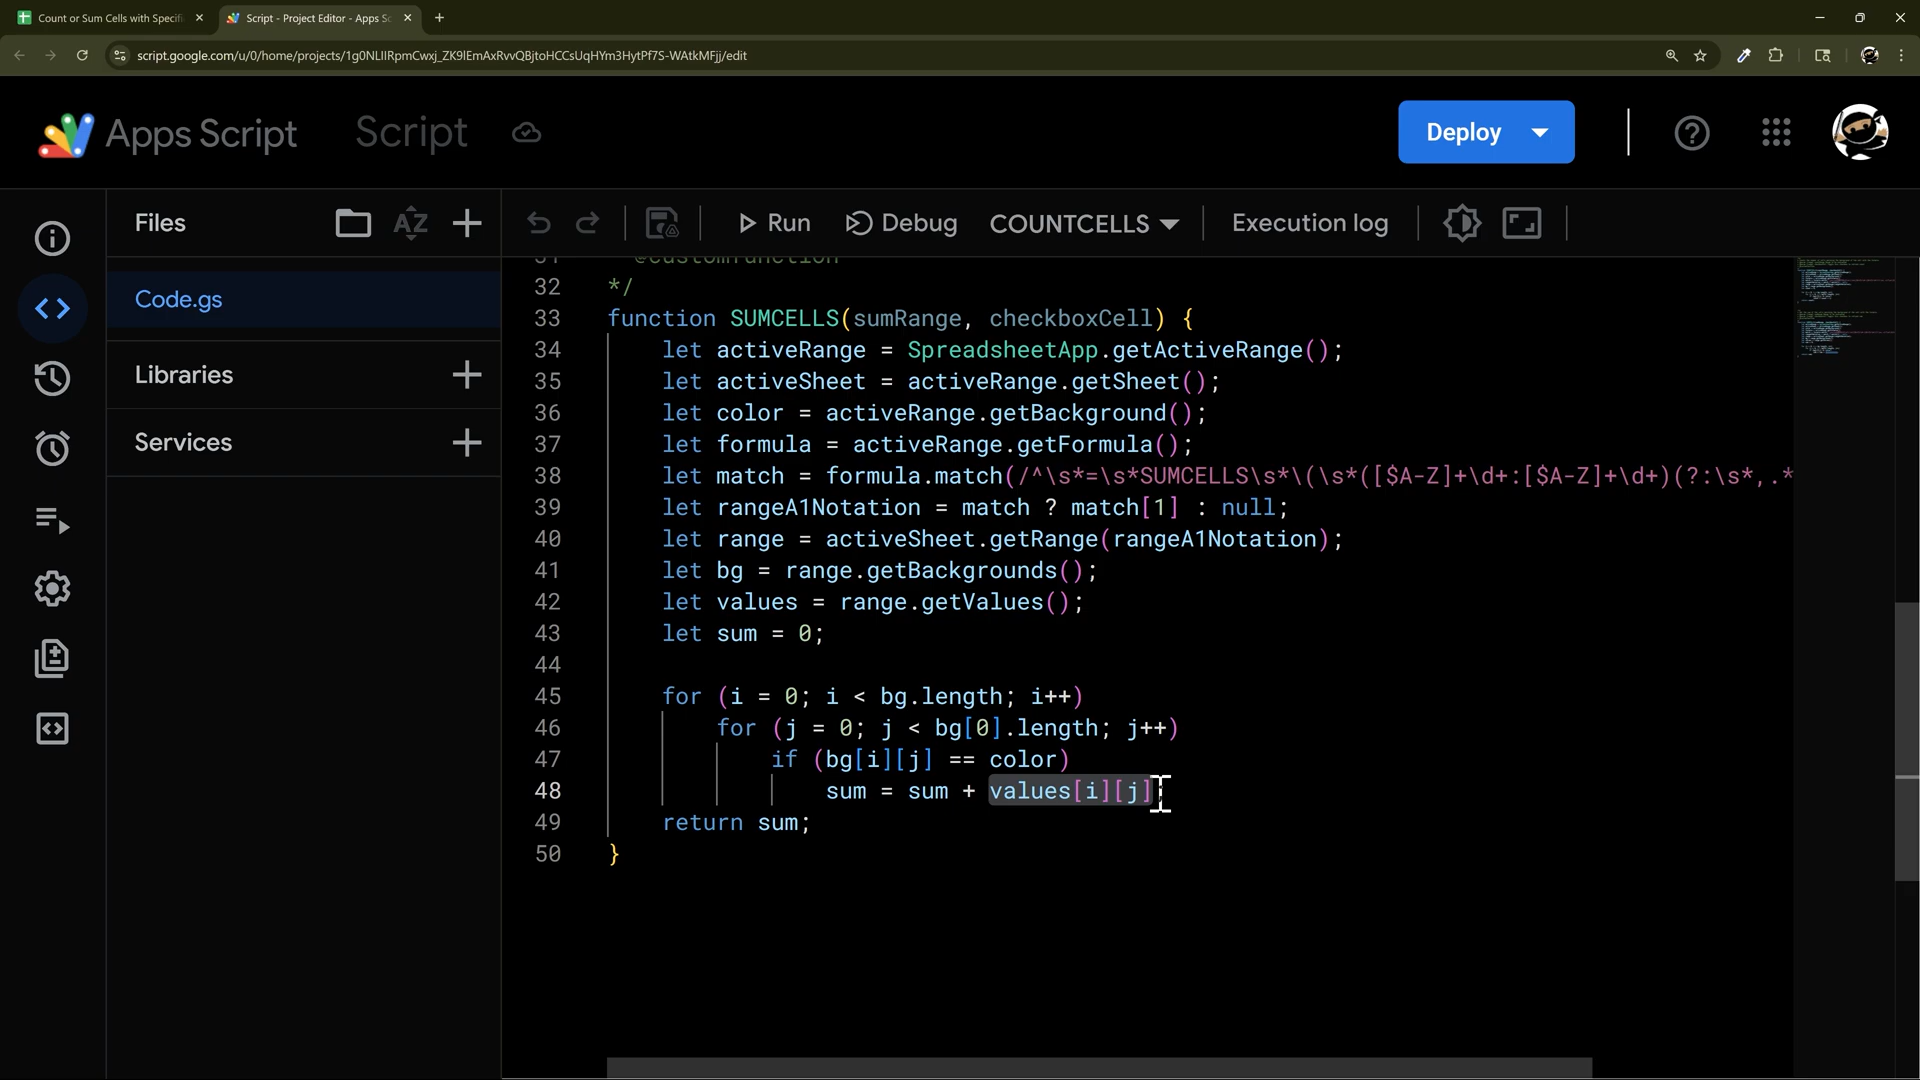 Count or Sum Cells with Specifi
Script - Project Editor - Apps Sc
script.google.com/u/0/home/projects/1g0NLIIRpmCwxj_ZK9lEmAxRvvQBjtoHCCsUqHYm3HytPf7S-WAtkMFjj/edit
Apps Script
Script
Deploy
Files
AZ
Run
Debug
COUNTCELLS
Execution log
Code.gs
Libraries
Services
31 @customfunction
32 */
33 function SUMCELLS(sumRange, checkboxCell) {
34 let activeRange = SpreadsheetApp.getActiveRange();
35 let activeSheet = activeRange.getSheet();
36 let color = activeRange.getBackground();
37 let formula = activeRange.getFormula();
38 let match = formula.match(/^\s*=\s*SUMCELLS\s*\(\s*([$A-Z]+\d+:[$A-Z]+\d+)(?:\s*,.*
39 let rangeA1Notation = match ? match[1] : null;
40 let range = activeSheet.getRange(rangeA1Notation);
41 let bg = range.getBackgrounds();
42 let values = range.getValues();
43 let sum = 0;
44
45 for (i = 0; i < bg.length; i++)
46 for (j = 0; j < bg[0].length; j++)
47 if (bg[i][j] == color)
48 sum = sum + values[i][j]
49 return sum;
50 }